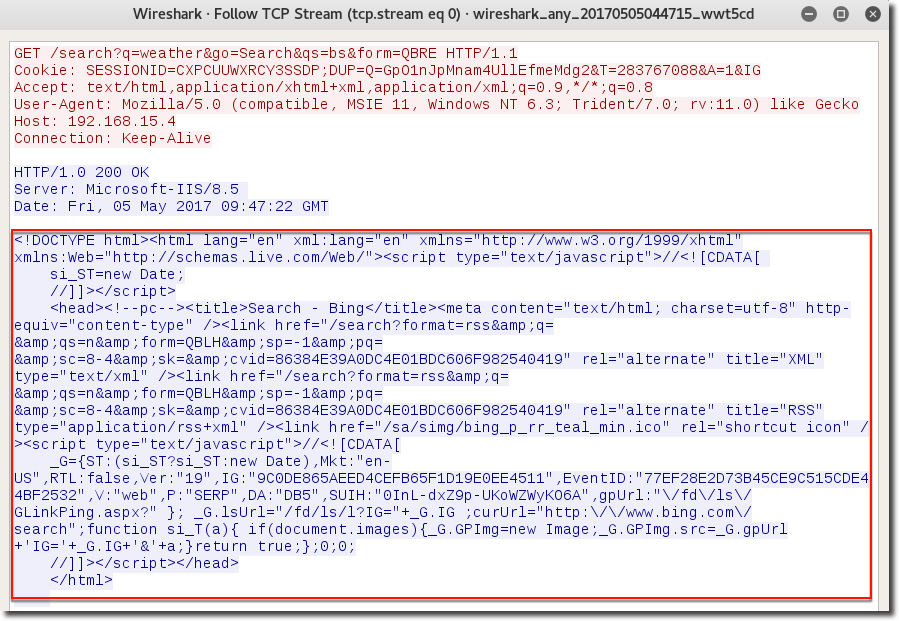 Wireshark · Follow TCP Stream (tcp.stream eq 0) · wireshark_any_20170505044715_wwt5cd
GET /search?q=weather&go=Search&qs=bs&form=QBRE HTTP/1.1
Cookie: SESSIONID=CXPCUUWXRCY3SSDP;DUP=Q=GpO1nJpMnam4UllEfmeMdg2&T=283767088&A=1&IG
Accept: text/html,application/xhtml+xml,application/xml;q=0.9,*/*;q=0.8
User-Agent: Mozilla/5.0 (compatible, MSIE 11, Windows NT 6.3; Trident/7.0; rv:11.0) like Gecko
Host: 192.168.15.4
Connection: Keep-Alive
HTTP/1.0 200 OK
Server: Microsoft-IIS/8.5
Date: Fri, 05 May 2017 09:47:22 GMT
<!DOCTYPE html><html lang="en" xml:lang="en" xmlns="http://www.w3.org/1999/xhtml"
xmlns:Web="http://schemas.live.com/Web/"><script type="text/javascript">//<![CDATA[
si_ST=new Date;
//]]></script>
<head><!--pc--><title>Search - Bing</title><meta content="text/html; charset=utf-8" http-
equiv="content-type" /><link href="/search?format=rss&amp;q=
&amp;qs=n&amp;form=QBLH&amp;sp=-1&amp;pq=
&amp;sc=8-4&amp;sk=&amp;cvid=86384E39A0DC4E01BDC606F982540419" rel="alternate" title="XML"
type="text/xml" /><link href="/search?format=rss&amp;q=
&amp;qs=n&amp;form=QBLH&amp;sp=-1&amp;pq=
&amp;sc=8-4&amp;sk=&amp;cvid=86384E39A0DC4E01BDC606F982540419" rel="alternate" title="RSS"
type="application/rss+xml" /><link href="/sa/simg/bing_p_rr_teal_min.ico" rel="shortcut icon" /
><script type="text/javascript">//<![CDATA[
_G={ST:(si_ST?si_ST:new Date),Mkt:"en-
US",RTL:false,Ver:"19",IG:"9C0DE865AEED4CEFB65F1D19E0EE4511",EventID:"77EF28E2D73B45CE9C515CDE4
4BF2532",V:"web",P:"SERP",DA:"DB5",SUIH:"0InL-dxZ9p-UKoWZWyKO6A",gpUrl:"\/fd\/ls\/
GLinkPing.aspx?" }; _G.lsUrl="/fd/ls/l?IG="+_G.IG ;curUrl="http:\/\/www.bing.com\/
search";function si_T(a){ if(document.images){_G.GPImg=new Image;_G.GPImg.src=_G.gpUrl
+'IG='+_G.IG+'&'+a;}return true;};0;0;
//]]></script></head>
</html>